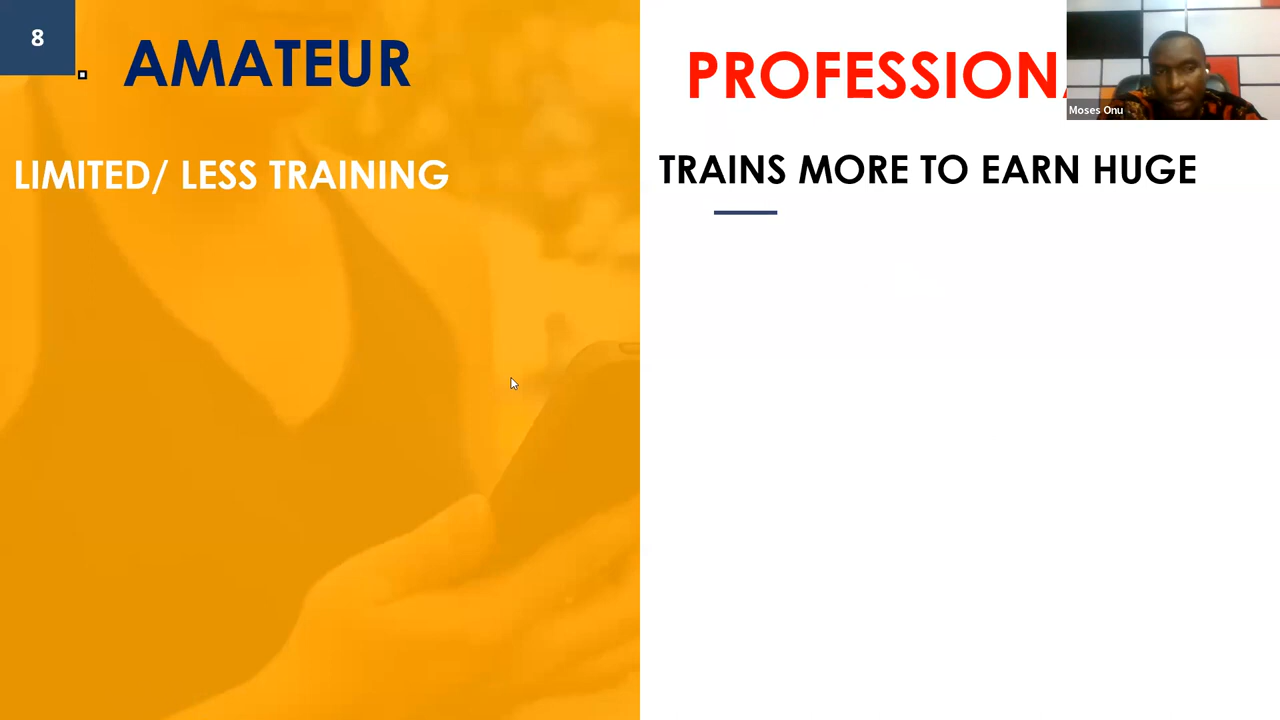 8
AMATEUR
LIMITED/ LESS TRAINING
PROFESSION
TRAINS MORE TO EARN HUGE
Moses Onu